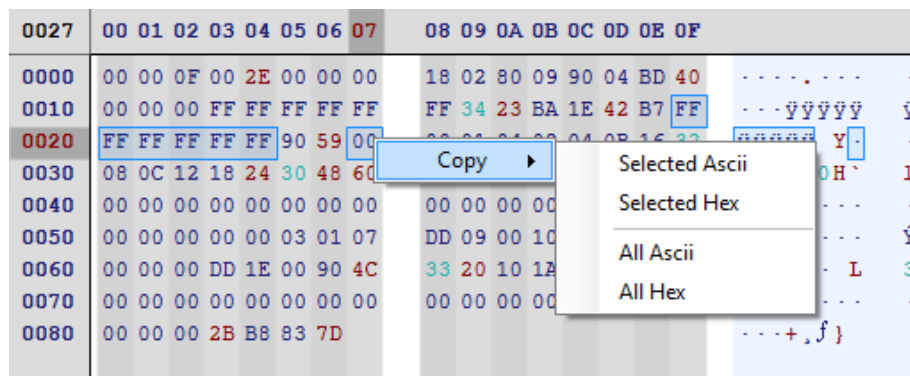 0027 00 01 02 03 04 05 06 07 08 09 0A 0B 0C 0D 0E 0F
0000 00 00 0F 00 2E 00 00 00 18 02 80 09 90 04 BD 40 · · · · . · · ·
0010 00 00 00 FF FF FF FF FF FF 34 23 BA 1E 42 B7 FF · · · ÿÿÿÿÿ
0020 FF FF FF FF FF 90 59 00 ÿÿÿÿÿ Y ·
0030 08 0C 12 18 24 30 48 60 0H`
0040 00 00 00 00 00 00 00 00 00 00 00 00 · · ·
0050 00 00 00 00 00 03 01 07 DD 09 00 10 · · ·
0060 00 00 00 DD 1E 00 90 4C 33 20 10 1A · L
0070 00 00 00 00 00 00 00 00 00 00 00 00 · · ·
0080 00 00 00 2B B8 83 7D · · · + ¸ ƒ }
Copy
Selected Ascii
Selected Hex
All Ascii
All Hex